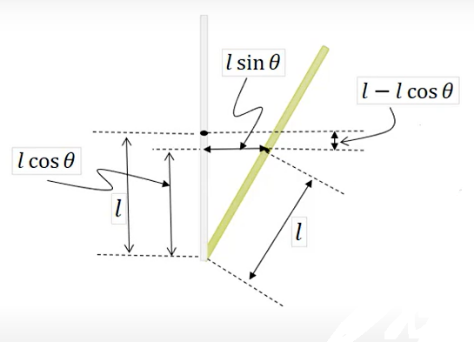 l sin θ
l − l cos θ
l cos θ
l
l